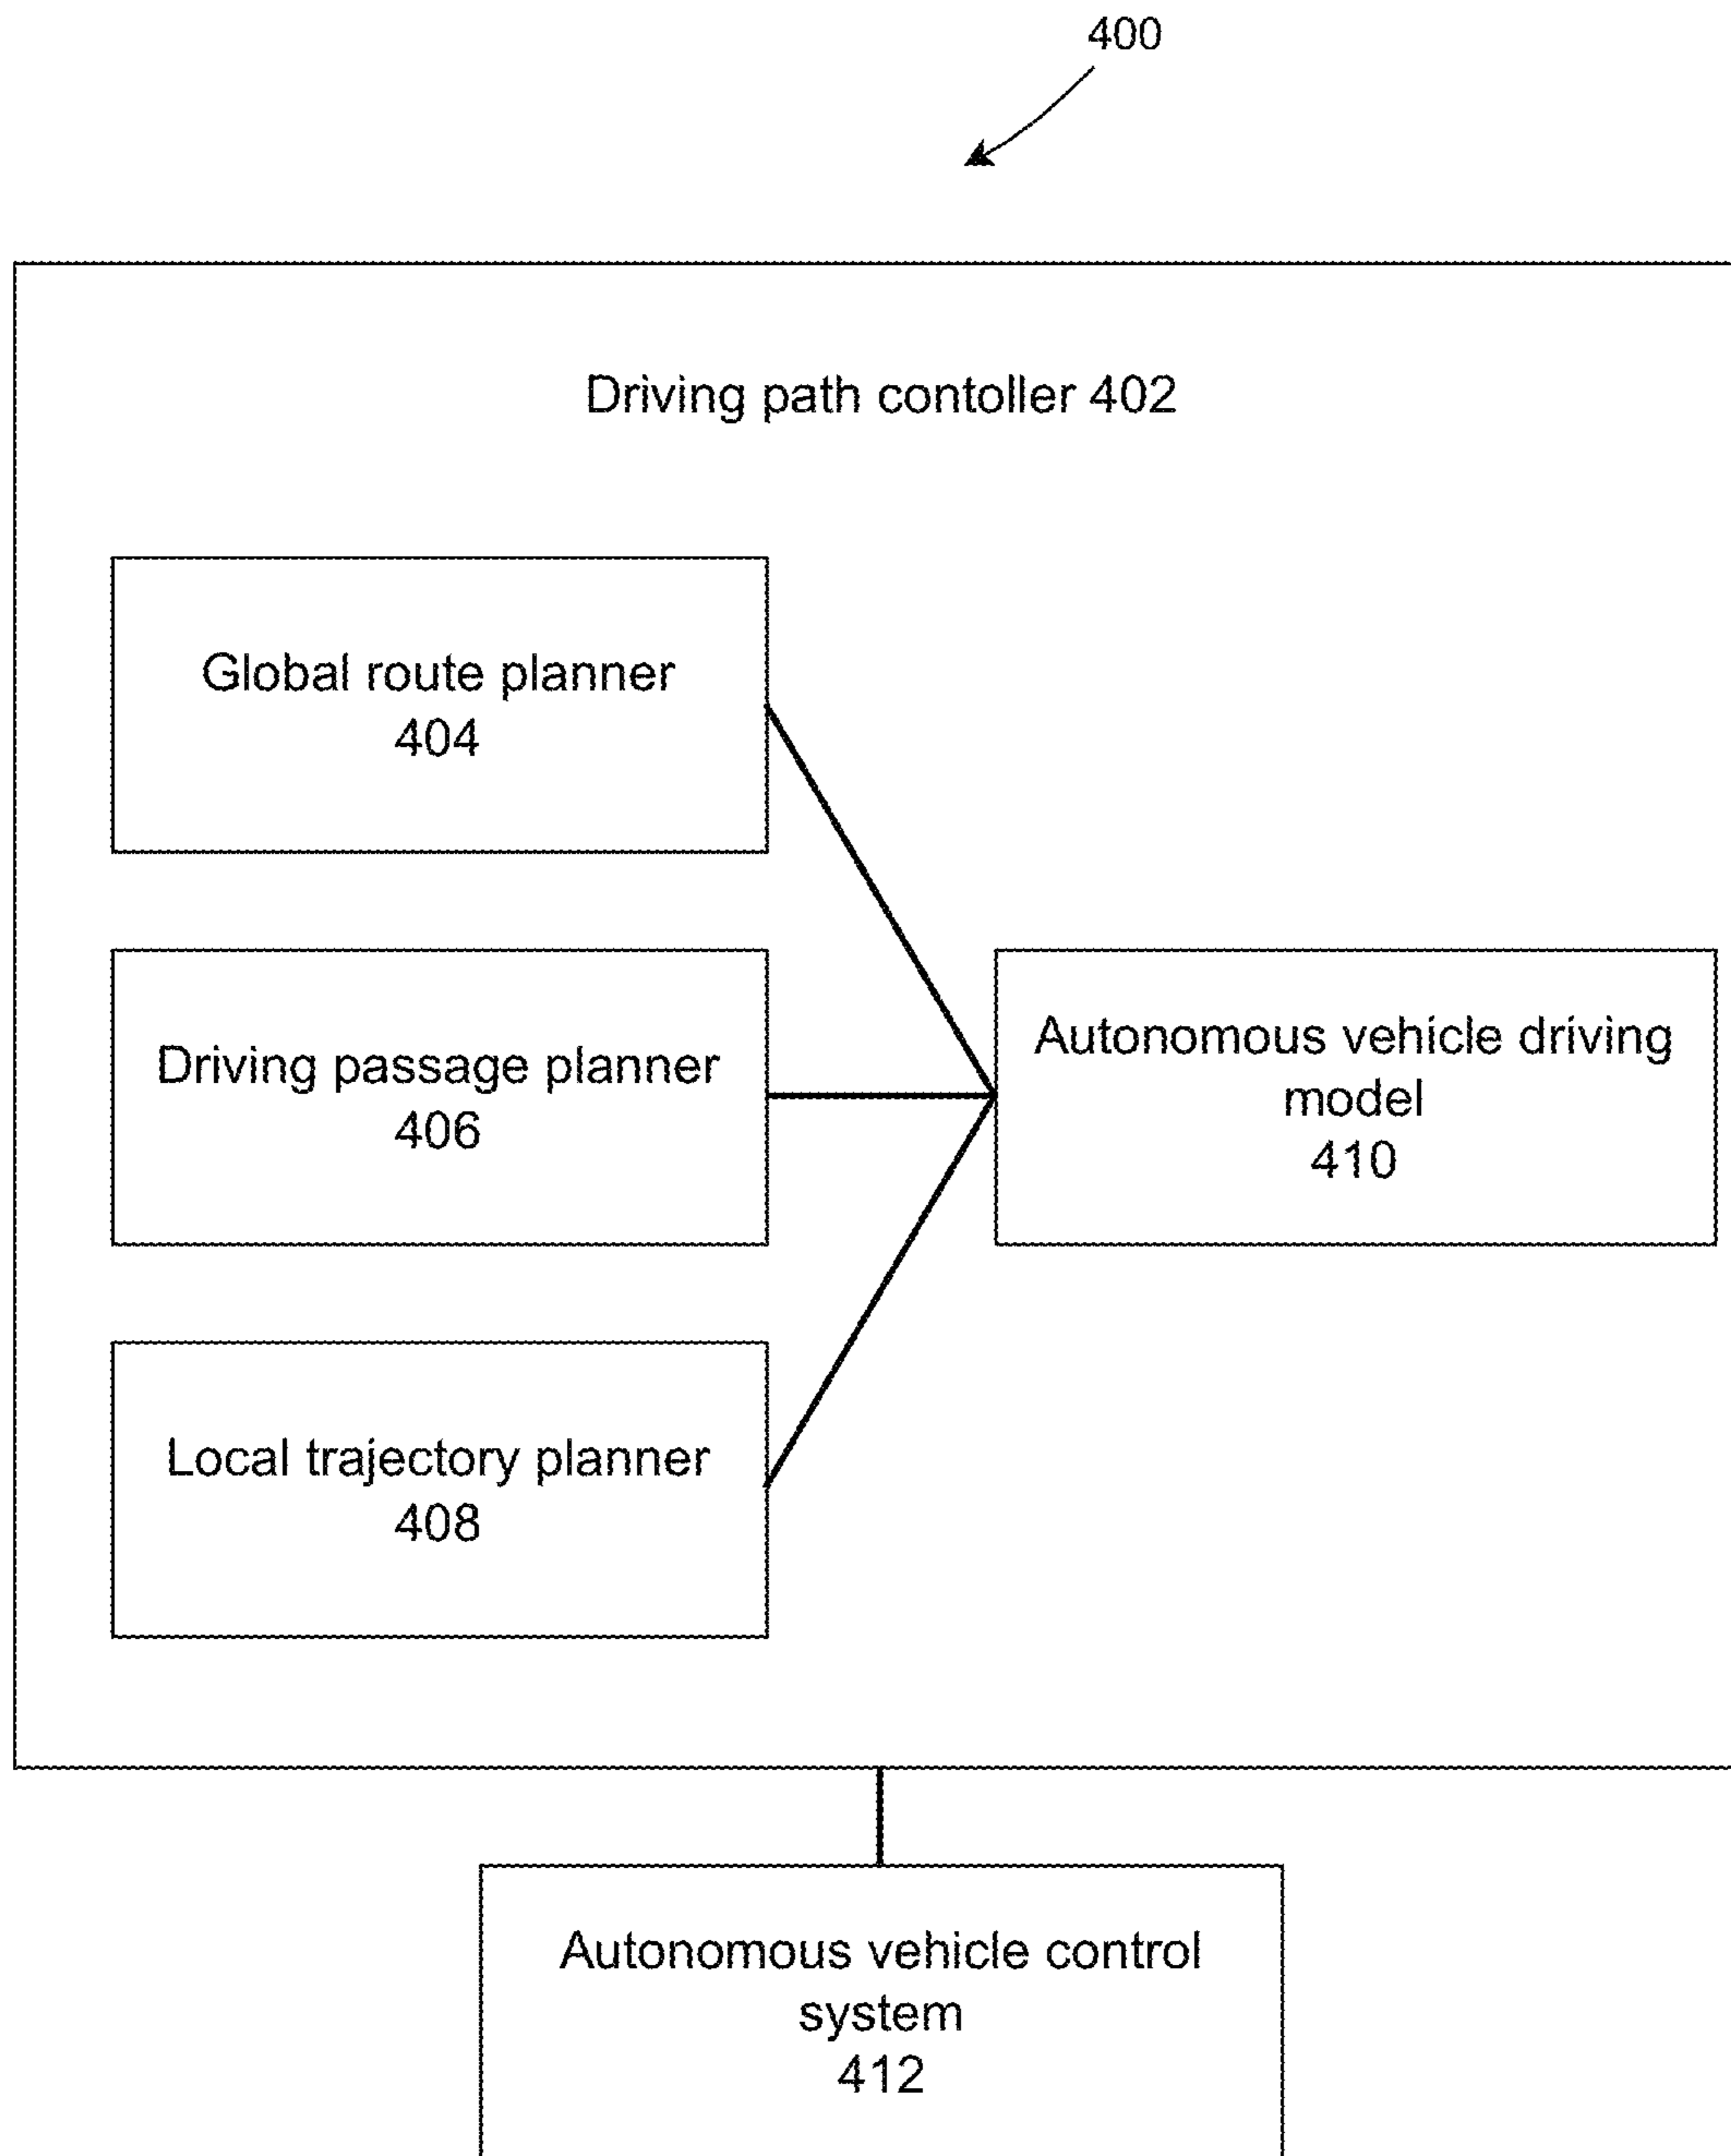 400
Driving path contoller 402
Global route planner
404
Driving passage planner
406
Autonomous vehicle driving
model
410
Local trajectory planner
408
Autonomous vehicle control
system
412